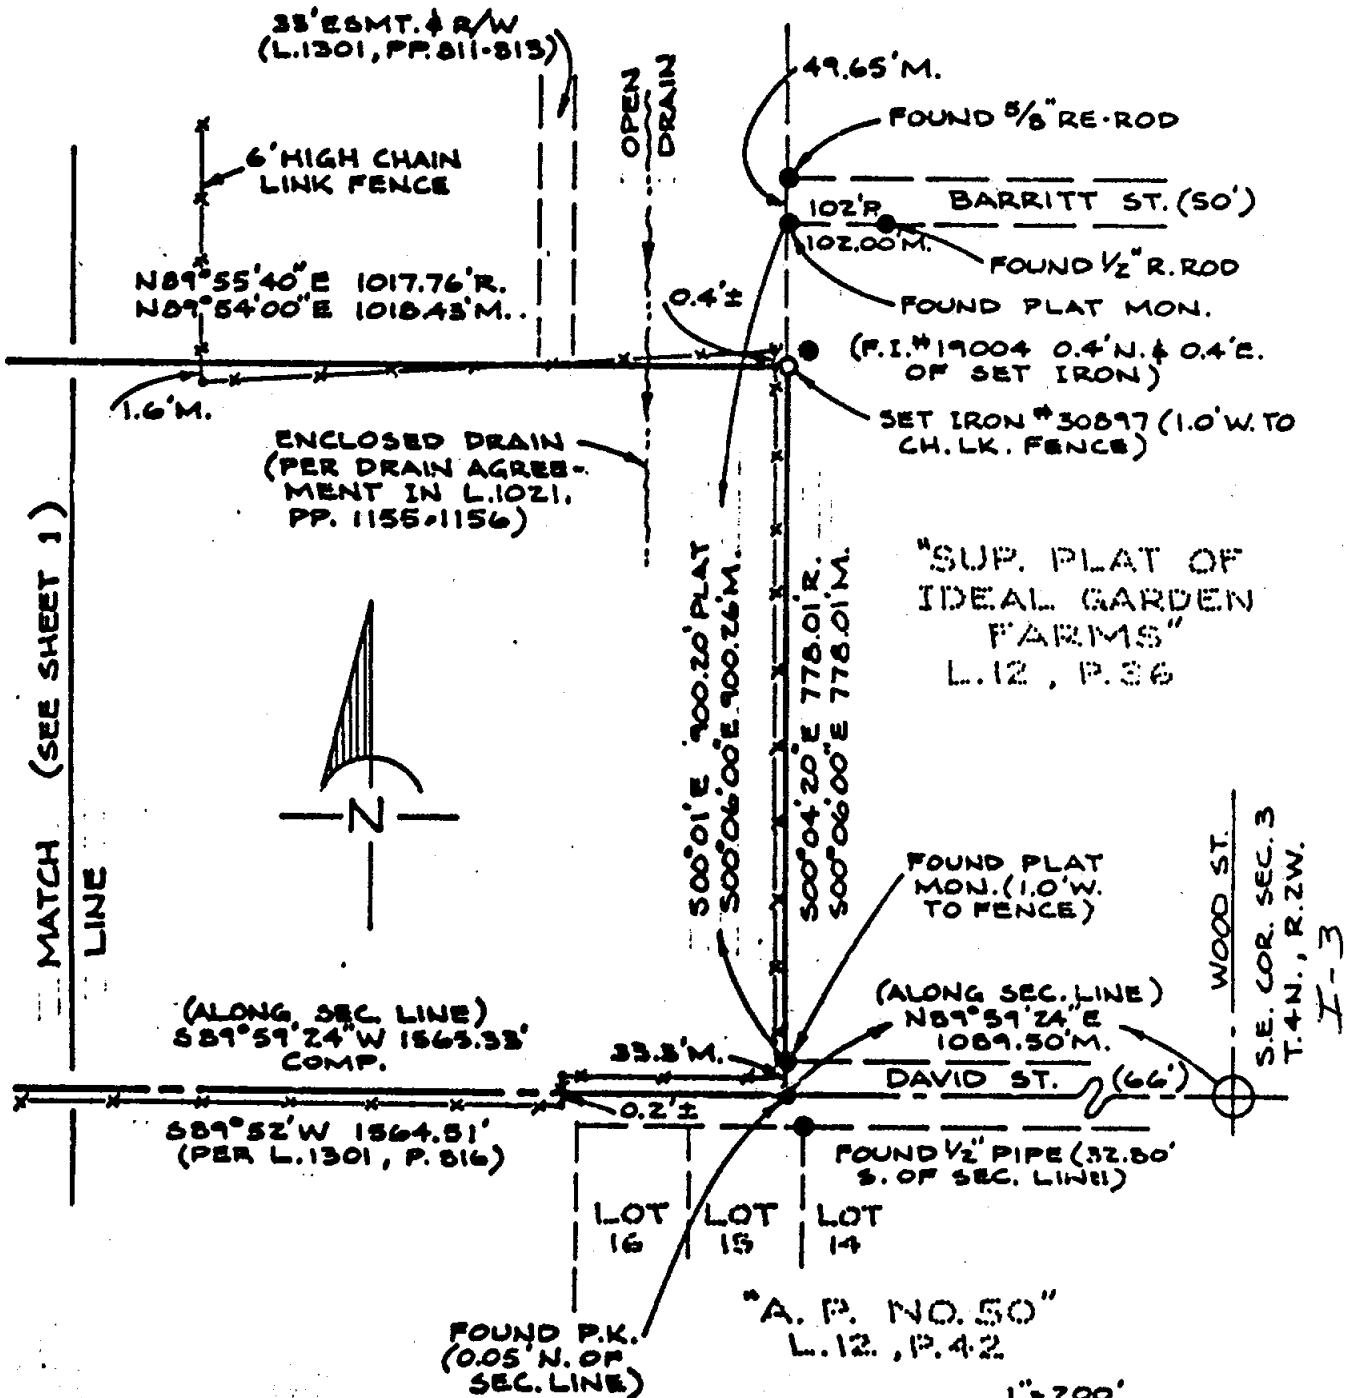 33'ESMT. & R/W
(L.1301, PP. 811-813)
OPEN
DRAIN
49.65'M.
FOUND 5/8" RE-ROD
6'HIGH CHAIN
LINK FENCE
BARRITT ST. (50')
102'R
102.00'M.
FOUND 1/2" R.ROD
FOUND PLAT MON.
N89°55'40"E 1017.76'R.
N89°54'00"E 1018.43'M.
0.4'±
(F.I.#19004 0.4'N. & 0.4'E.
OF SET IRON)
1.6'M.
SET IRON #30897 (1.0'W. TO
CH. LK. FENCE)
ENCLOSED DRAIN
(PER DRAIN AGREE-
MENT IN L.1021,
PP. 1155-1156)
MATCH (SEE SHEET 1)
LINE
S00°01'E 900.20'PLAT
S00°06'00"E 900.26'M.
S00°04'20"E 778.01'R.
S00°06'00"E 778.01'M.
"SUP. PLAT OF
IDEAL GARDEN
FARMS"
L.12, P.36
N
FOUND PLAT
MON. (1.0'W.
TO FENCE)
WOOD ST.
S.E. COR. SEC. 3
T.4N., R.2W.
I-3
(ALONG SEC. LINE)
S89°59'24"W 1565.33'
COMP.
(ALONG SEC. LINE)
N89°59'24"E
1089.50'M.
33.3'M.
DAVID ST. (66')
0.2'±
S89°52'W 1564.51'
(PER L.1301, P. 816)
FOUND 1/2" PIPE (32.80'
S. OF SEC. LINE)
LOT
16
LOT
15
LOT
14
"A. P. NO. 50"
L.12, P.42
FOUND P.K.
(0.05' N. OF
SEC. LINE)
1"=200'